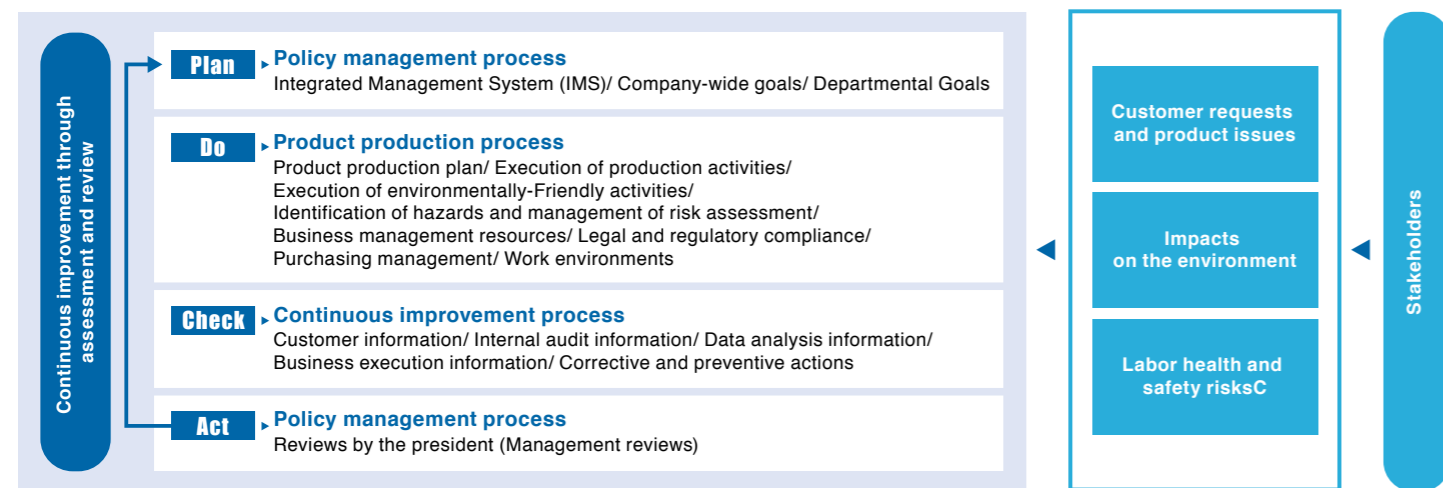 Continuous improvement through
assessment and review
Plan
Policy management process
Integrated Management System (IMS)/ Company-wide goals/ Departmental Goals
Do
Product production process
Product production plan/ Execution of production activities/
Execution of environmentally-Friendly activities/
Identification of hazards and management of risk assessment/
Business management resources/ Legal and regulatory compliance/
Purchasing management/ Work environments
Check
Continuous improvement process
Customer information/ Internal audit information/ Data analysis information/
Business execution information/ Corrective and preventive actions
Act
Policy management process
Reviews by the president (Management reviews)
Customer requests
and product issues
Impacts
on the environment
Labor health and
safety risksC
Stakeholders